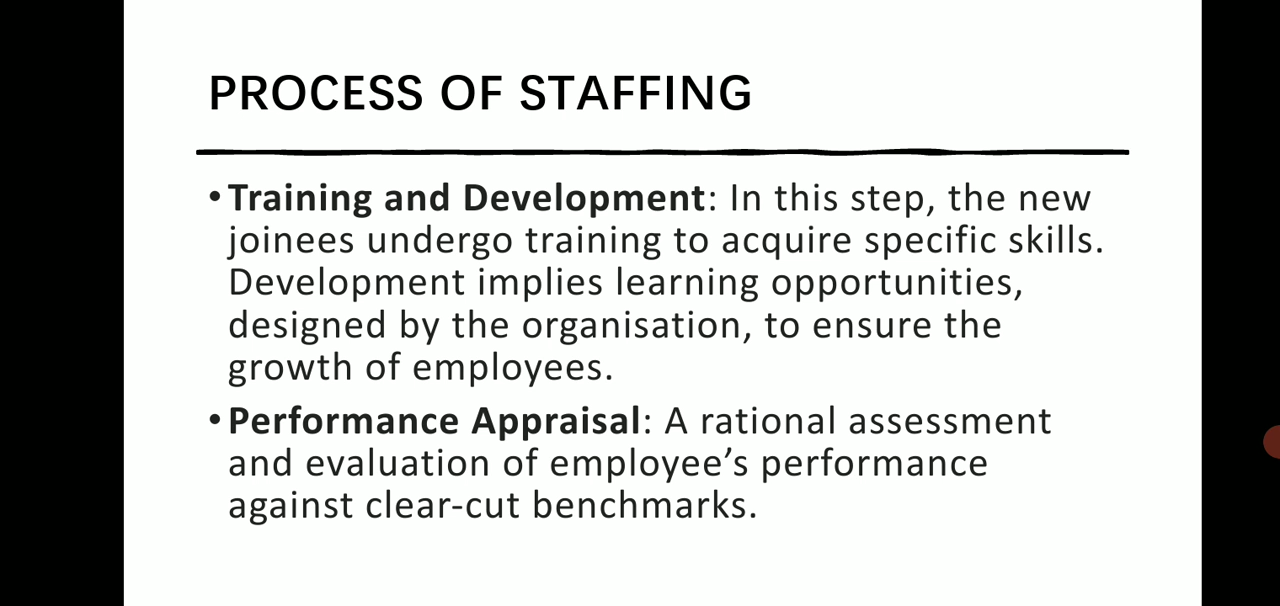 PROCESS OF STAFFING
•Training and Development: In this step, the new
joinees undergo training to acquire specific skills.
Development implies learning opportunities,
designed by the organisation, to ensure the
growth of employees.
•Performance Appraisal: A rational assessment
and evaluation of employee’s performance
against clear-cut benchmarks.